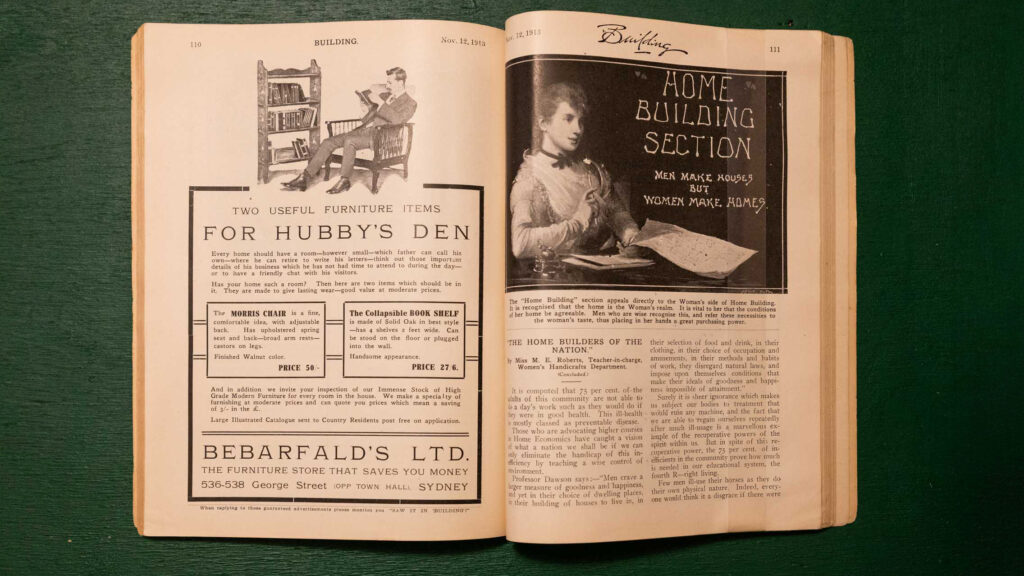 110
BUILDING.
Nov. 12, 1913
TWO USEFUL FURNITURE ITEMS
FOR HUBBY'S DEN
Every home should have a room—however small—which father can call his
own—where he can retire to write his letters—think out those important
details of his business which he has not had time to attend to during the day—
or to have a friendly chat with his visitors.
Has your home such a room? Then here are two items which should be in
it. They are made to give lasting wear—good value at moderate prices.
The MORRIS CHAIR is a fine,
comfortable idea, with adjustable
back. Has upholstered spring
seat and back—broad arm rests—
castors on legs.
Finished Walnut color.
PRICE 50/-
The Collapsible BOOK SHELF
is made of Solid Oak in best style
—has 4 shelves 2 feet wide. Can
be stood on the floor or plugged
into the wall.
Handsome appearance.
PRICE 27/6.
And in addition we invite your inspection of our Immense Stock of High
Grade Modern Furniture for every room in the house. We make a specialty of
furnishing at moderate prices and can quote you prices which mean a saving
of 3/- in the £.
Large Illustrated Catalogue sent to Country Residents post free on application.
BEBARFALD'S LTD.
THE FURNITURE STORE THAT SAVES YOU MONEY
536-538 George Street (OPP TOWN HALL), SYDNEY
When replying to these guaranteed advertisements please mention you "SAW IT IN 'BUILDING'!"
Nov. 12, 1913
Building
111
HOME
BUILDING
SECTION
MEN MAKE HOUSES
BUT
WOMEN MAKE HOMES.
The "Home Building" section appeals directly to the Woman's side of Home Building.
It is recognised that the home is the Woman's. It is vital to her that the conditions
of her home be agreeable. Men who are wise recognise this, and refer these necessities to
the woman's taste, thus placing in her hands a great purchasing power.
"THE HOME BUILDERS OF THE
NATION."
By Miss M. E. Roberts, Teacher-in-charge,
Women's Handicrafts Department.
(Concluded.)
It is computed that 75 per cent. of the
adults of this community are not able to
do a day's work such as they would do if
they were in good health. This ill-health
is mostly classed as preventable disease.
Those who are advocating higher courses
in Home Economics have caught a vision
of what a nation we shall be if we can
only eliminate the handicap of this in-
efficiency by teaching a wise control of
environment.
Professor Dawson says:—"Men crave a
larger measure of goodness and happiness,
and yet in their choice of dwelling places,
in their building of houses to live in, in
their selection of food and drink, in their
clothing, in their choice of occupation and
amusements, in their methods and habits
of work, they disregard natural laws, and
impose upon themselves conditions that
make their ideals of goodness and happi-
ness impossible of attainment."
Surely it is sheer ignorance which makes
us subject our bodies to treatment that
would ruin any machine, and the fact that
we are able to regain ourselves repeatedly
after much ill-usage is a marvellous ex-
ample of the recuperative powers of the
spirit within us. But in spite of this re-
cuperative power, the 75 per cent. of in-
efficients in the community prove how much
is needed in our educational system, the
fourth R—right living.
Few men ill-use their horses as they do
their own physical nature. Indeed, every-
one would think it a disgrace if there were